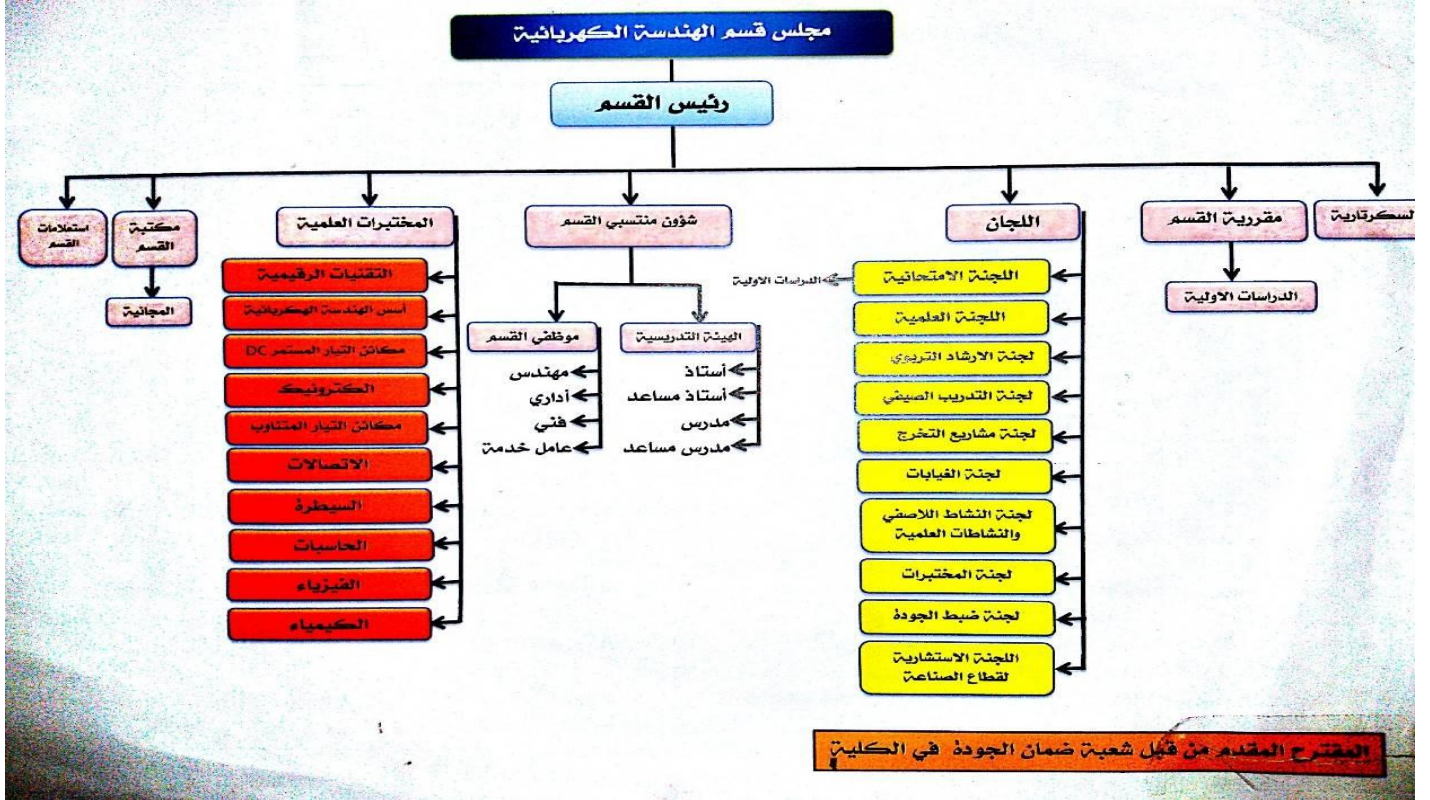 مجلس قسم الهندسة الكهربائية
رئيس القسم
السكرتارية
مقررية القسم
الدراسات الاولية
اللجان
اللجنة الامتحانية
الدراسات الاولية
اللجنة العلمية
لجنة الارشاد التربوي
لجنة التدريب الصيفي
لجنة مشاريع التخرج
لجنة الغيابات
لجنة النشاط اللاصفي
والنشاطات العلمية
لجنة المختبرات
لجنة ضبط الجودة
اللجنة الاستشارية
لقطاع الصناعة
شؤون منتسبي القسم
الهيئة التدريسية
أستاذ
أستاذ مساعد
مدرس
مدرس مساعد
موظفي القسم
مهندس
أداري
فني
عامل خدمة
المختبرات العلمية
التقنيات الرقيمية
أسس الهندسة الهكربائية
مكائن التيار المستمر DC
الكترونيك
مكائن التيار المتناوب
الاتصالات
السيطرة
الحاسبات
الفيزياء
الكيمياء
مكتبة
القسم
المجانية
استعلامات
القسم
المقترح المقدم من قبل شعبة ضمان الجودة في الكلية